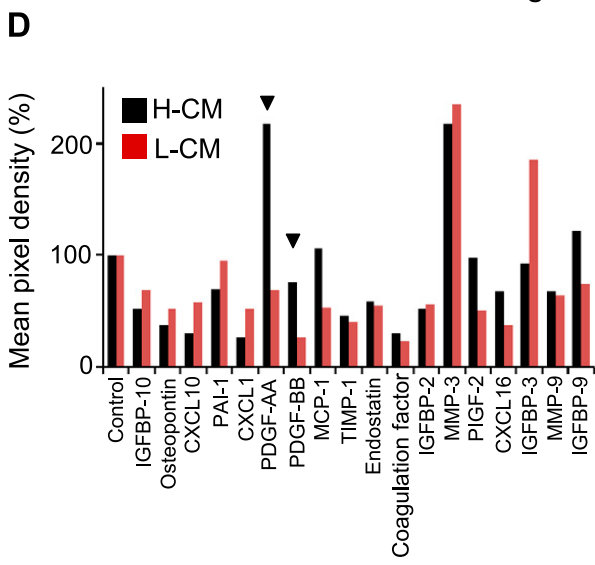 D
Mean pixel density (%)
H-CM
L-CM
200
100
0
Control
IGFBP-10
Osteopontin
CXCL10
PAI-1
CXCL1
PDGF-AA
PDGF-BB
MCP-1
TIMP-1
Endostatin
Coagulation factor
IGFBP-2
MMP-3
PIGF-2
CXCL16
IGFBP-3
MMP-9
IGFBP-9